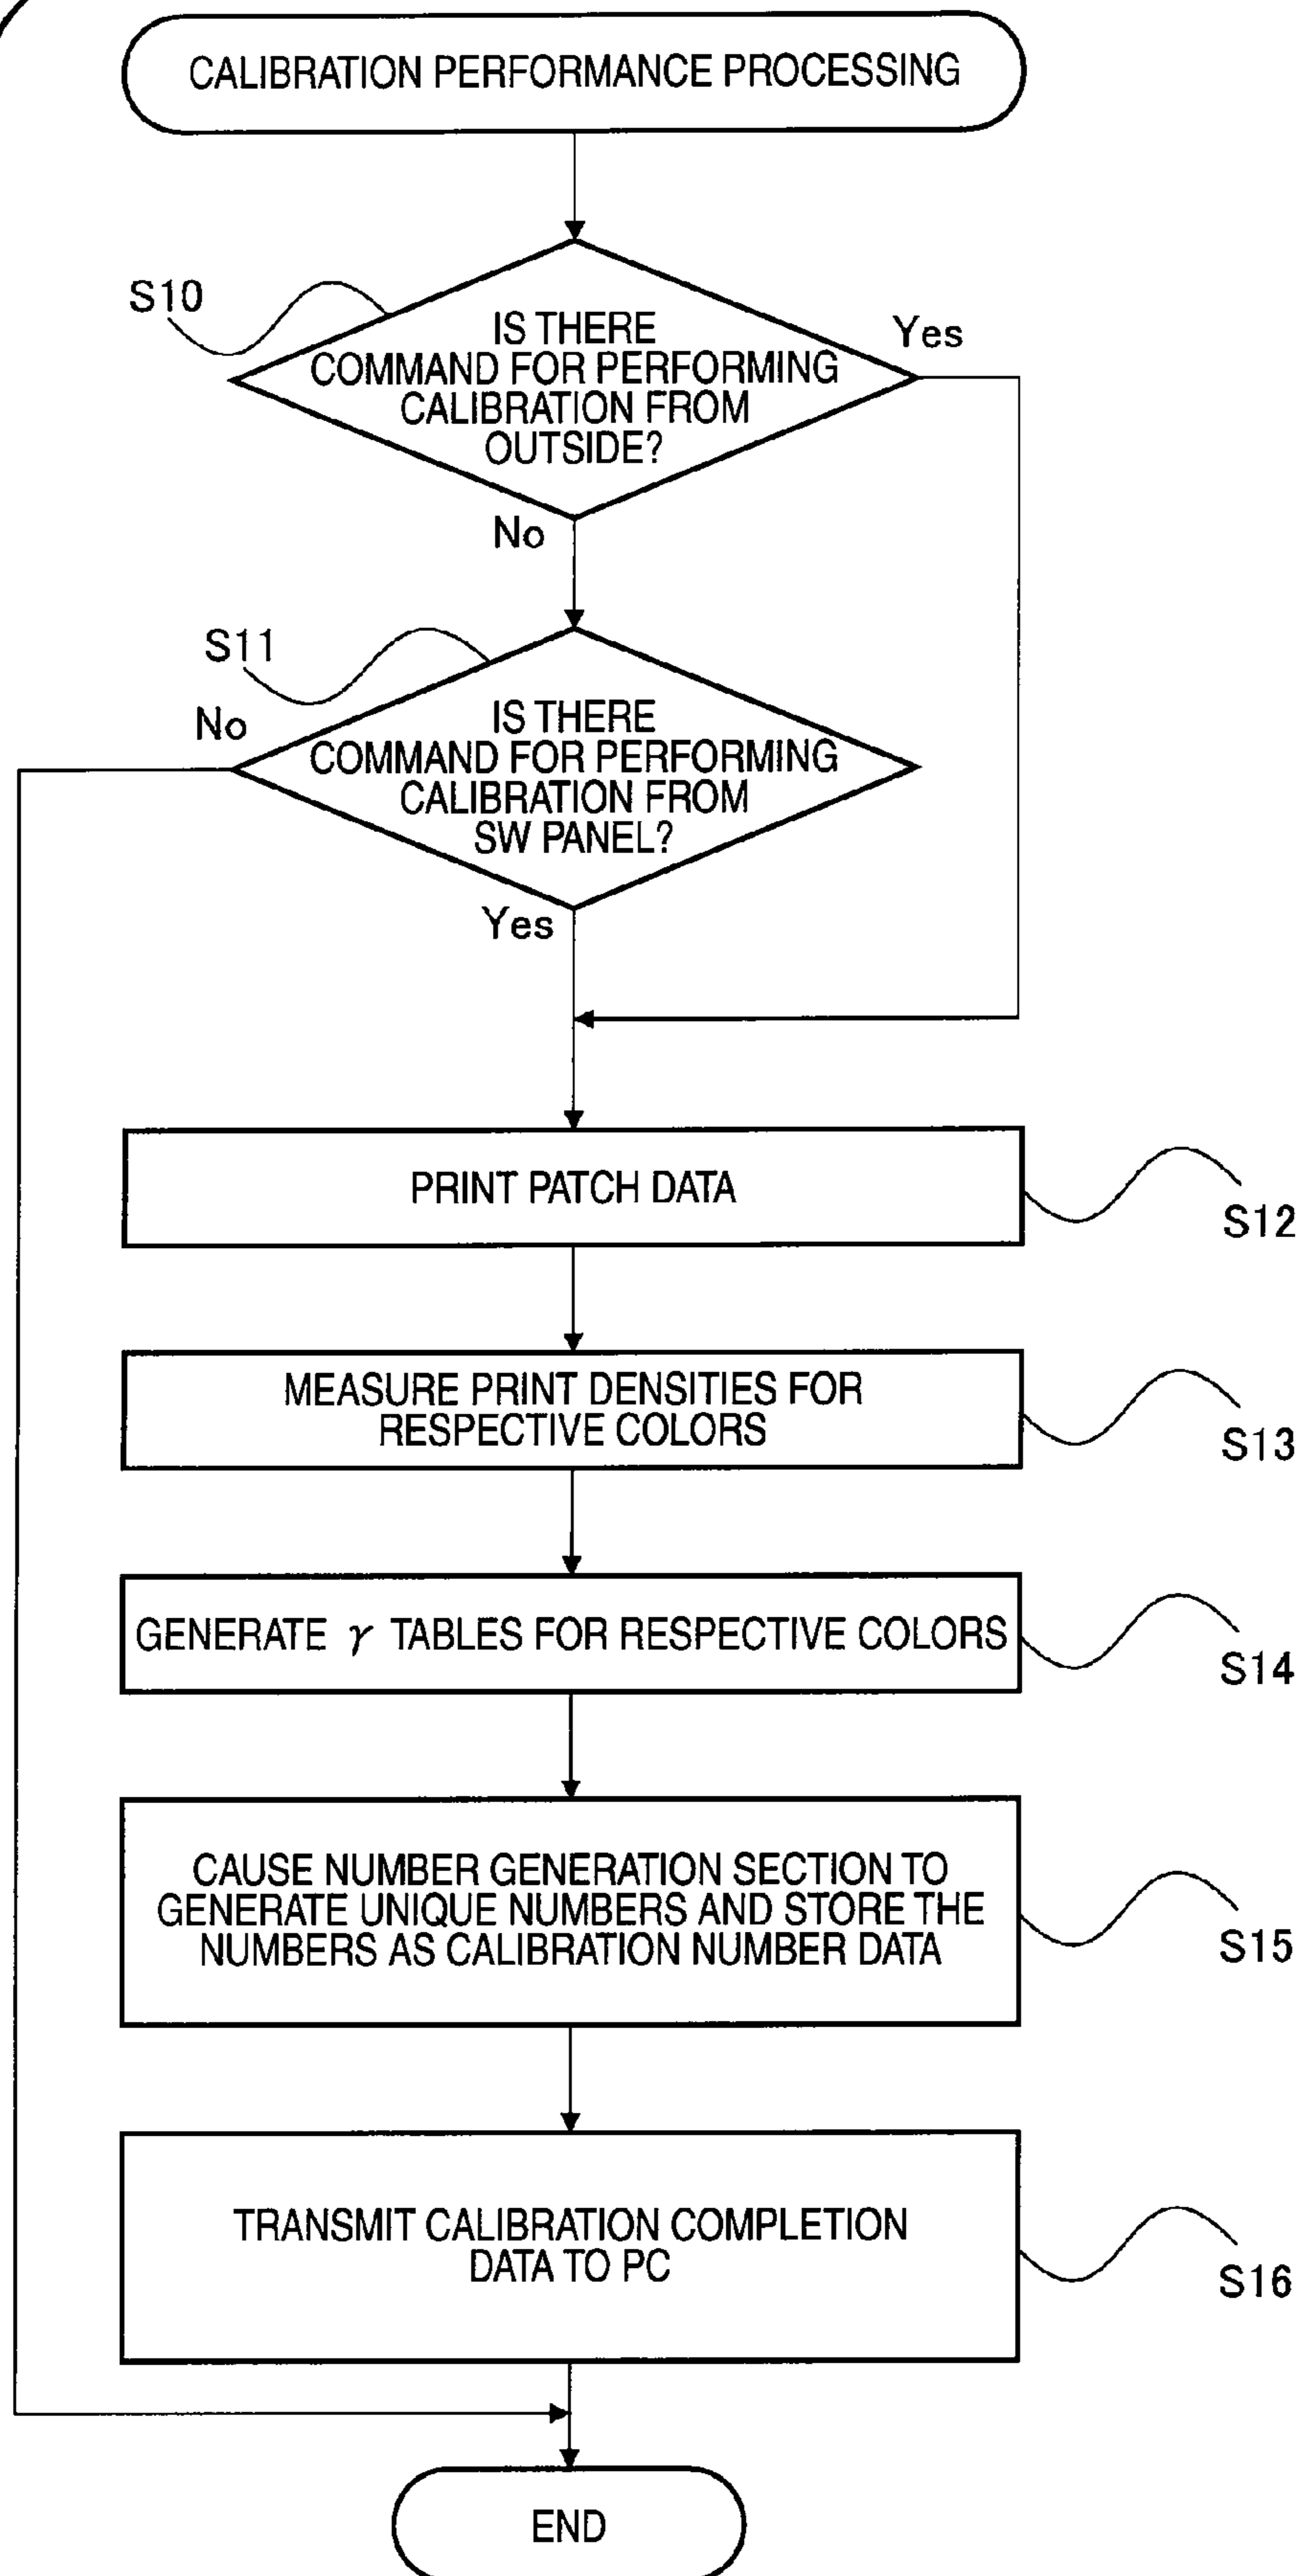 CALIBRATION PERFORMANCE PROCESSING
S10
IS THERE
COMMAND FOR PERFORMING
CALIBRATION FROM
OUTSIDE?
Yes
No
S11
No
IS THERE
COMMAND FOR PERFORMING
CALIBRATION FROM
SW PANEL?
Yes
PRINT PATCH DATA
S12
MEASURE PRINT DENSITIES FOR
RESPECTIVE COLORS
S13
GENERATE γ TABLES FOR RESPECTIVE COLORS
S14
CAUSE NUMBER GENERATION SECTION TO
GENERATE UNIQUE NUMBERS AND STORE THE
NUMBERS AS CALIBRATION NUMBER DATA
S15
TRANSMIT CALIBRATION COMPLETION
DATA TO PC
S16
END